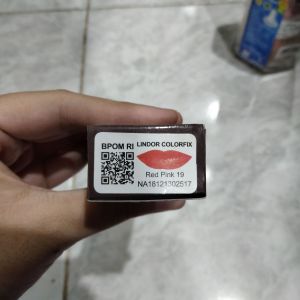 BPOM RI
LINDOR COLORFIX
Red Pink 19
NA18121302517